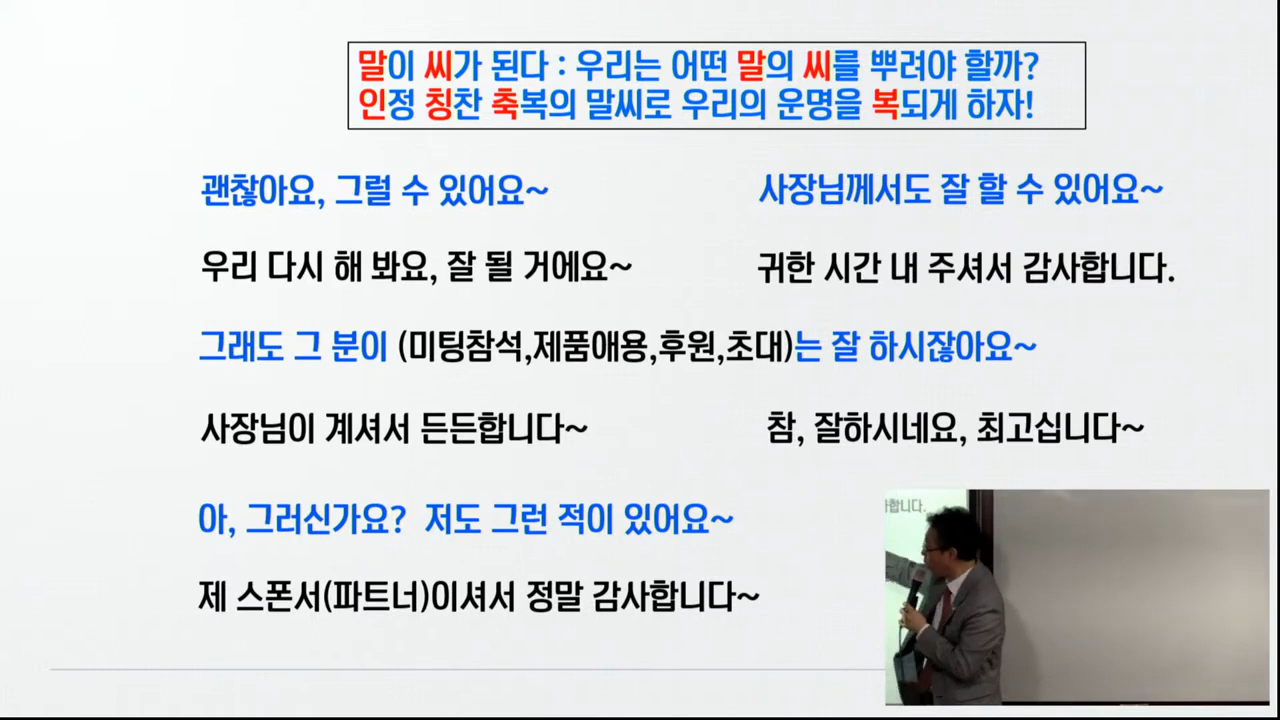 말이 씨가 된다 : 우리는 어떤 말의 씨를 뿌려야 할까?
인정 칭찬 축복의 말씨로 우리의 운명을 복되게 하자!
괜찮아요, 그럴 수 있어요~
사장님께서도 잘 할 수 있어요~
우리 다시 해 봐요, 잘 될 거에요~
귀한 시간 내 주셔서 감사합니다.
그래도 그 분이 (미팅참석,제품애용,후원,초대)는 잘 하시잖아요~
사장님이 계셔서 든든합니다~
참, 잘하시네요, 최고십니다~
아, 그러신가요? 저도 그런 적이 있어요~
제 스폰서(파트너)이셔서 정말 감사합니다~
합니다.